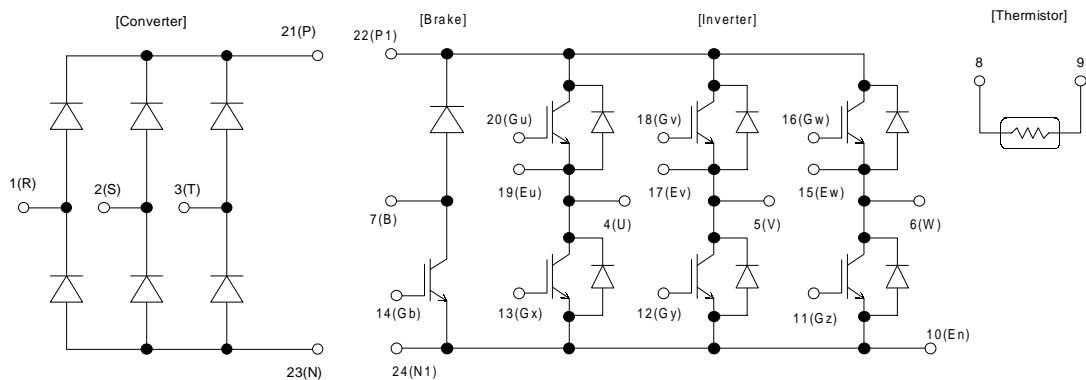 [Converter]
[Brake]
[Inverter]
[Thermistor]
21(P)
22(P1)
8
9
20(Gu)
18(Gv)
16(Gw)
1(R)
2(S)
3(T)
19(Eu)
17(Ev)
15(Ew)
7(B)
4(U)
5(V)
6(W)
14(Gb)
13(Gx)
12(Gy)
11(Gz)
10(En)
23(N)
24(N1)